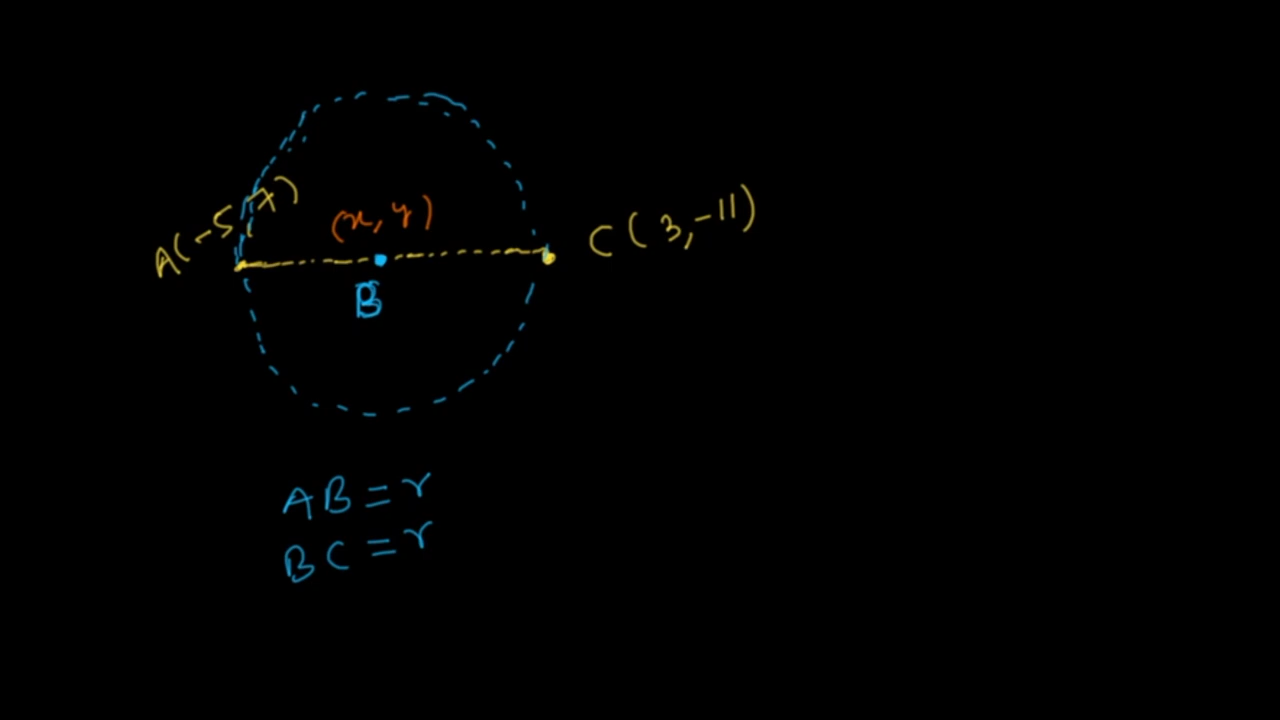 A(-5,7)
(x,y)
C(3,-11)
B
AB=r
BC=r